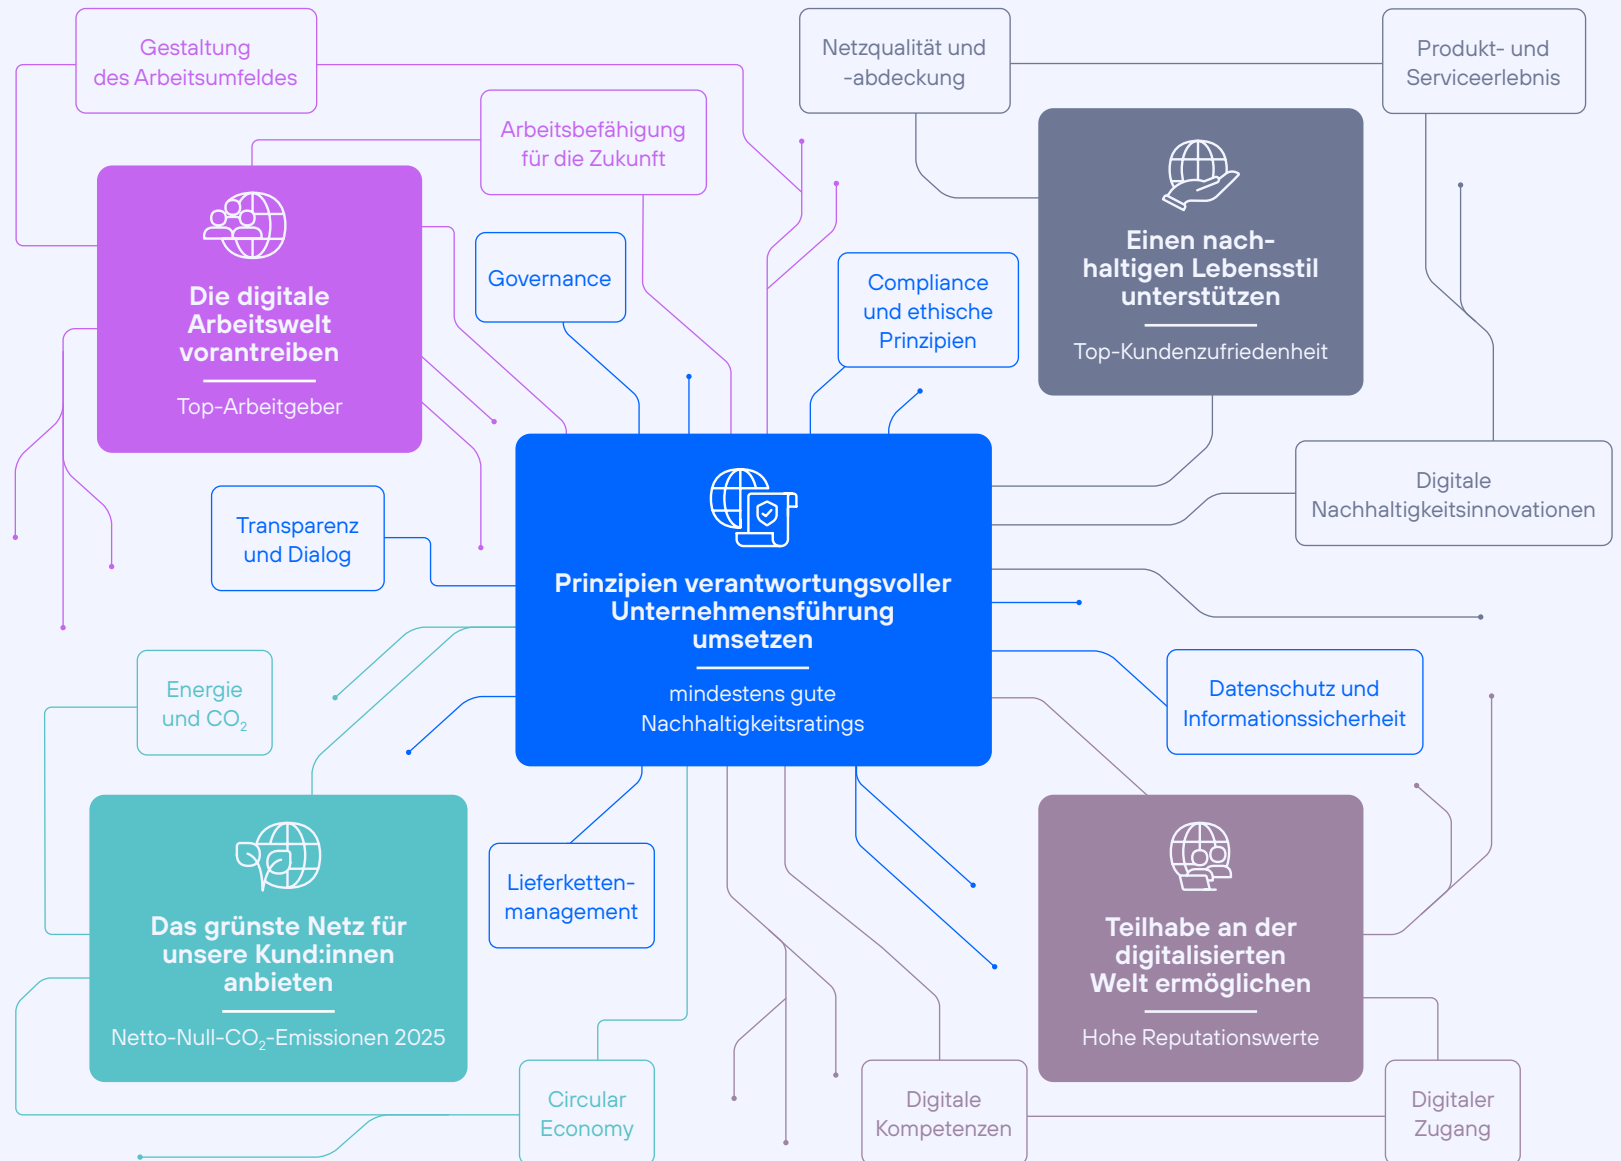 Gestaltung
des Arbeitsumfeldes
Netzqualität und
-abdeckung
Produkt- und
Serviceerlebnis
Arbeitsbefähigung
für die Zukunft
Die digitale
Arbeitswelt
vorantreiben
Top-Arbeitgeber
Governance
Compliance
und ethische
Prinzipien
Einen nach-
haltigen Lebensstil
unterstützen
Top-Kundenzufriedenheit
Transparenz
und Dialog
Digitale
Nachhaltigkeitsinnovationen
Prinzipien verantwortungsvoller
Unternehmensführung
umsetzen
mindestens gute
Nachhaltigkeitsratings
Energie
und CO₂
Datenschutz und
Informationssicherheit
Das grünste Netz für
unsere Kund:innen
anbieten
Netto-Null-CO₂-Emissionen 2025
Lieferketten-
management
Teilhabe an der
digitalisierten
Welt ermöglichen
Hohe Reputationswerte
Circular
Economy
Digitale
Kompetenzen
Digitaler
Zugang